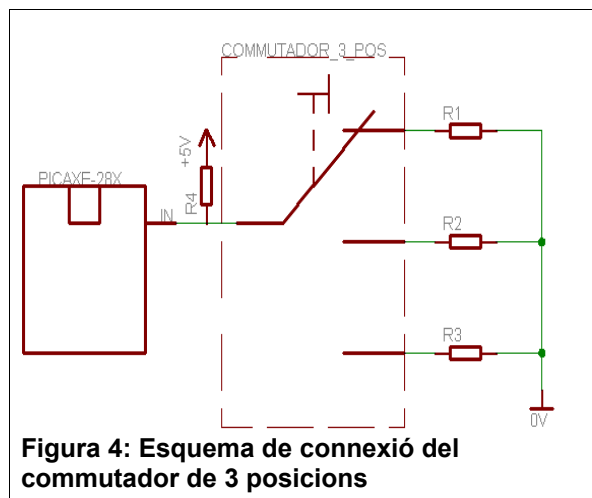 COMMUTADOR_3_POS
R1
+5V
R4
PICAXE-28X
IN
R2
R3
0V
Figura 4: Esquema de connexió del
commutador de 3 posicions